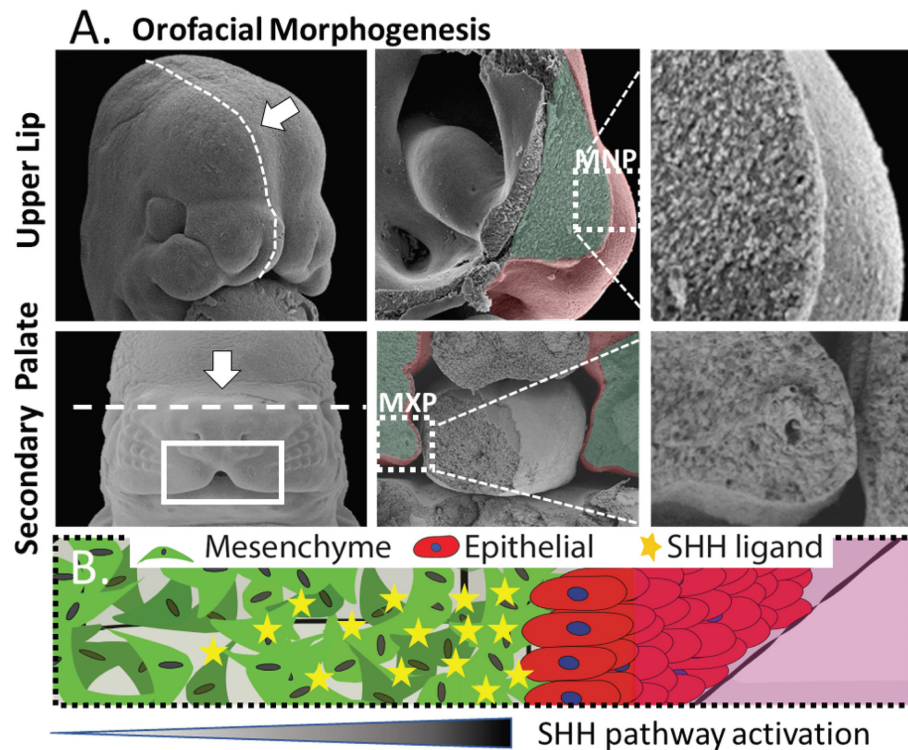 A. Orofacial Morphogenesis
Upper Lip
MNP
Secondary Palate
MXP
B.
Mesenchyme Epithelial SHH ligand
SHH pathway activation